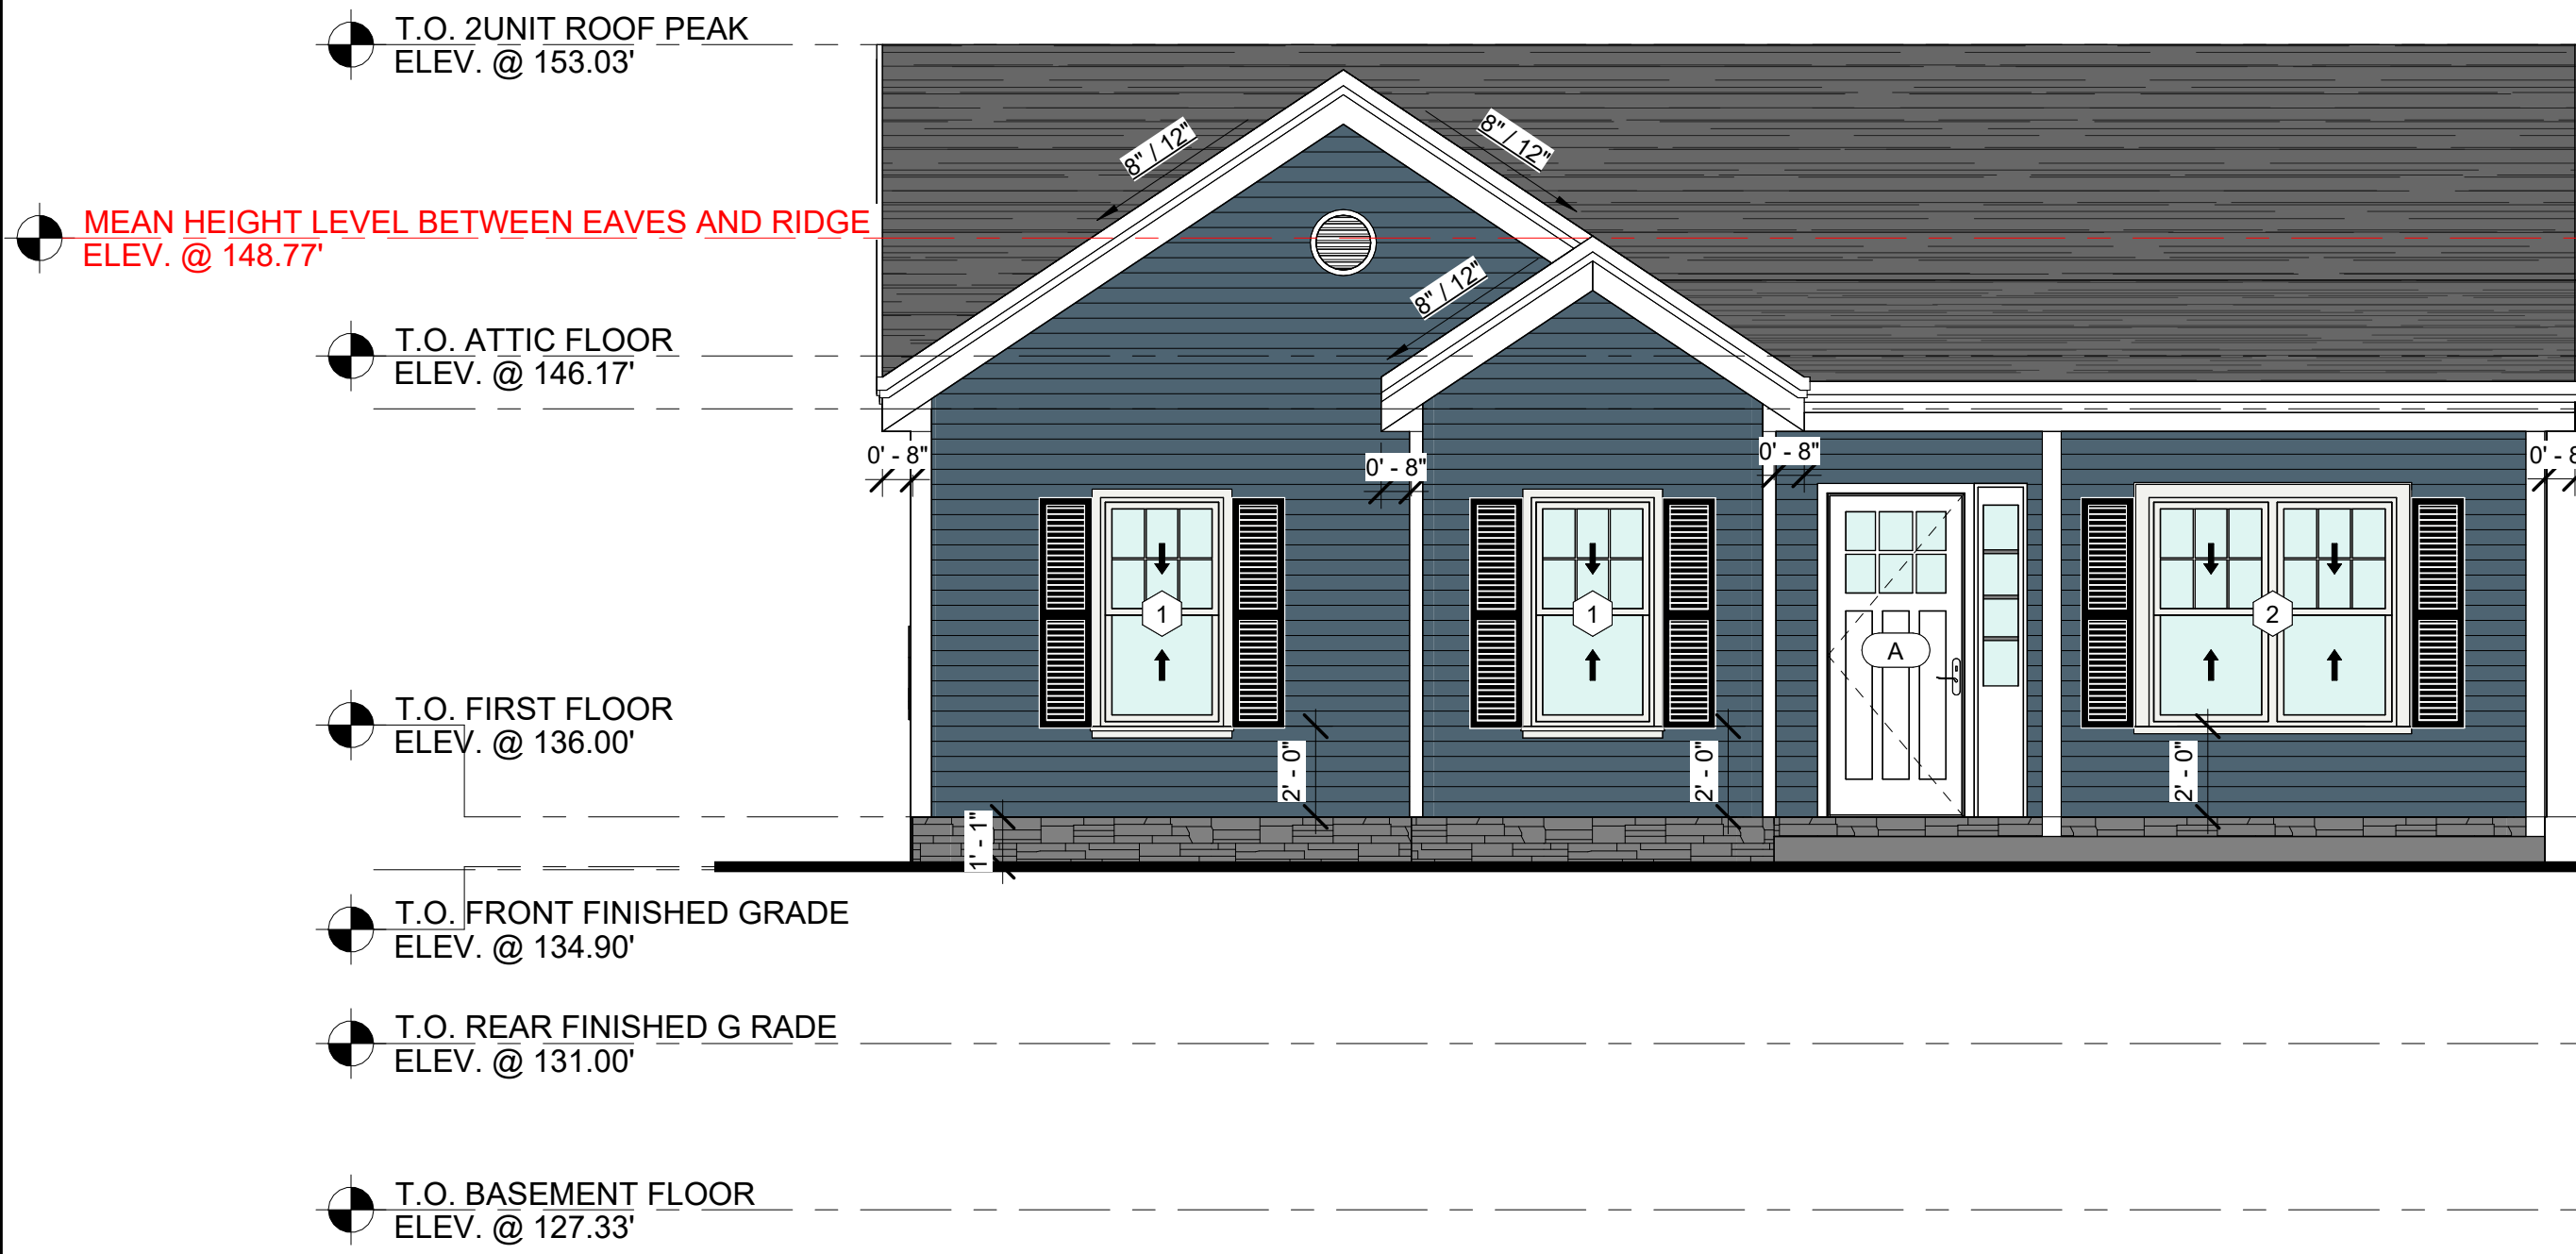 T.O. 2UNIT ROOF PEAK
ELEV. @ 153.03'
8" / 12"
8" / 12"
MEAN HEIGHT LEVEL BETWEEN EAVES AND RIDGE
ELEV. @ 148.77'
8" / 12"
T.O. ATTIC FLOOR
ELEV. @ 146.17'
0' - 8"
0' - 8"
0' - 8"
0' - 8
1
1
2
A
T.O. FIRST FLOOR
ELEV. @ 136.00'
2' - 0"
2' - 0"
2' - 0"
1' - 1"
T.O. FRONT FINISHED GRADE
ELEV. @ 134.90'
T.O. REAR FINISHED G RADE
ELEV. @ 131.00'
T.O. BASEMENT FLOOR
ELEV. @ 127.33'